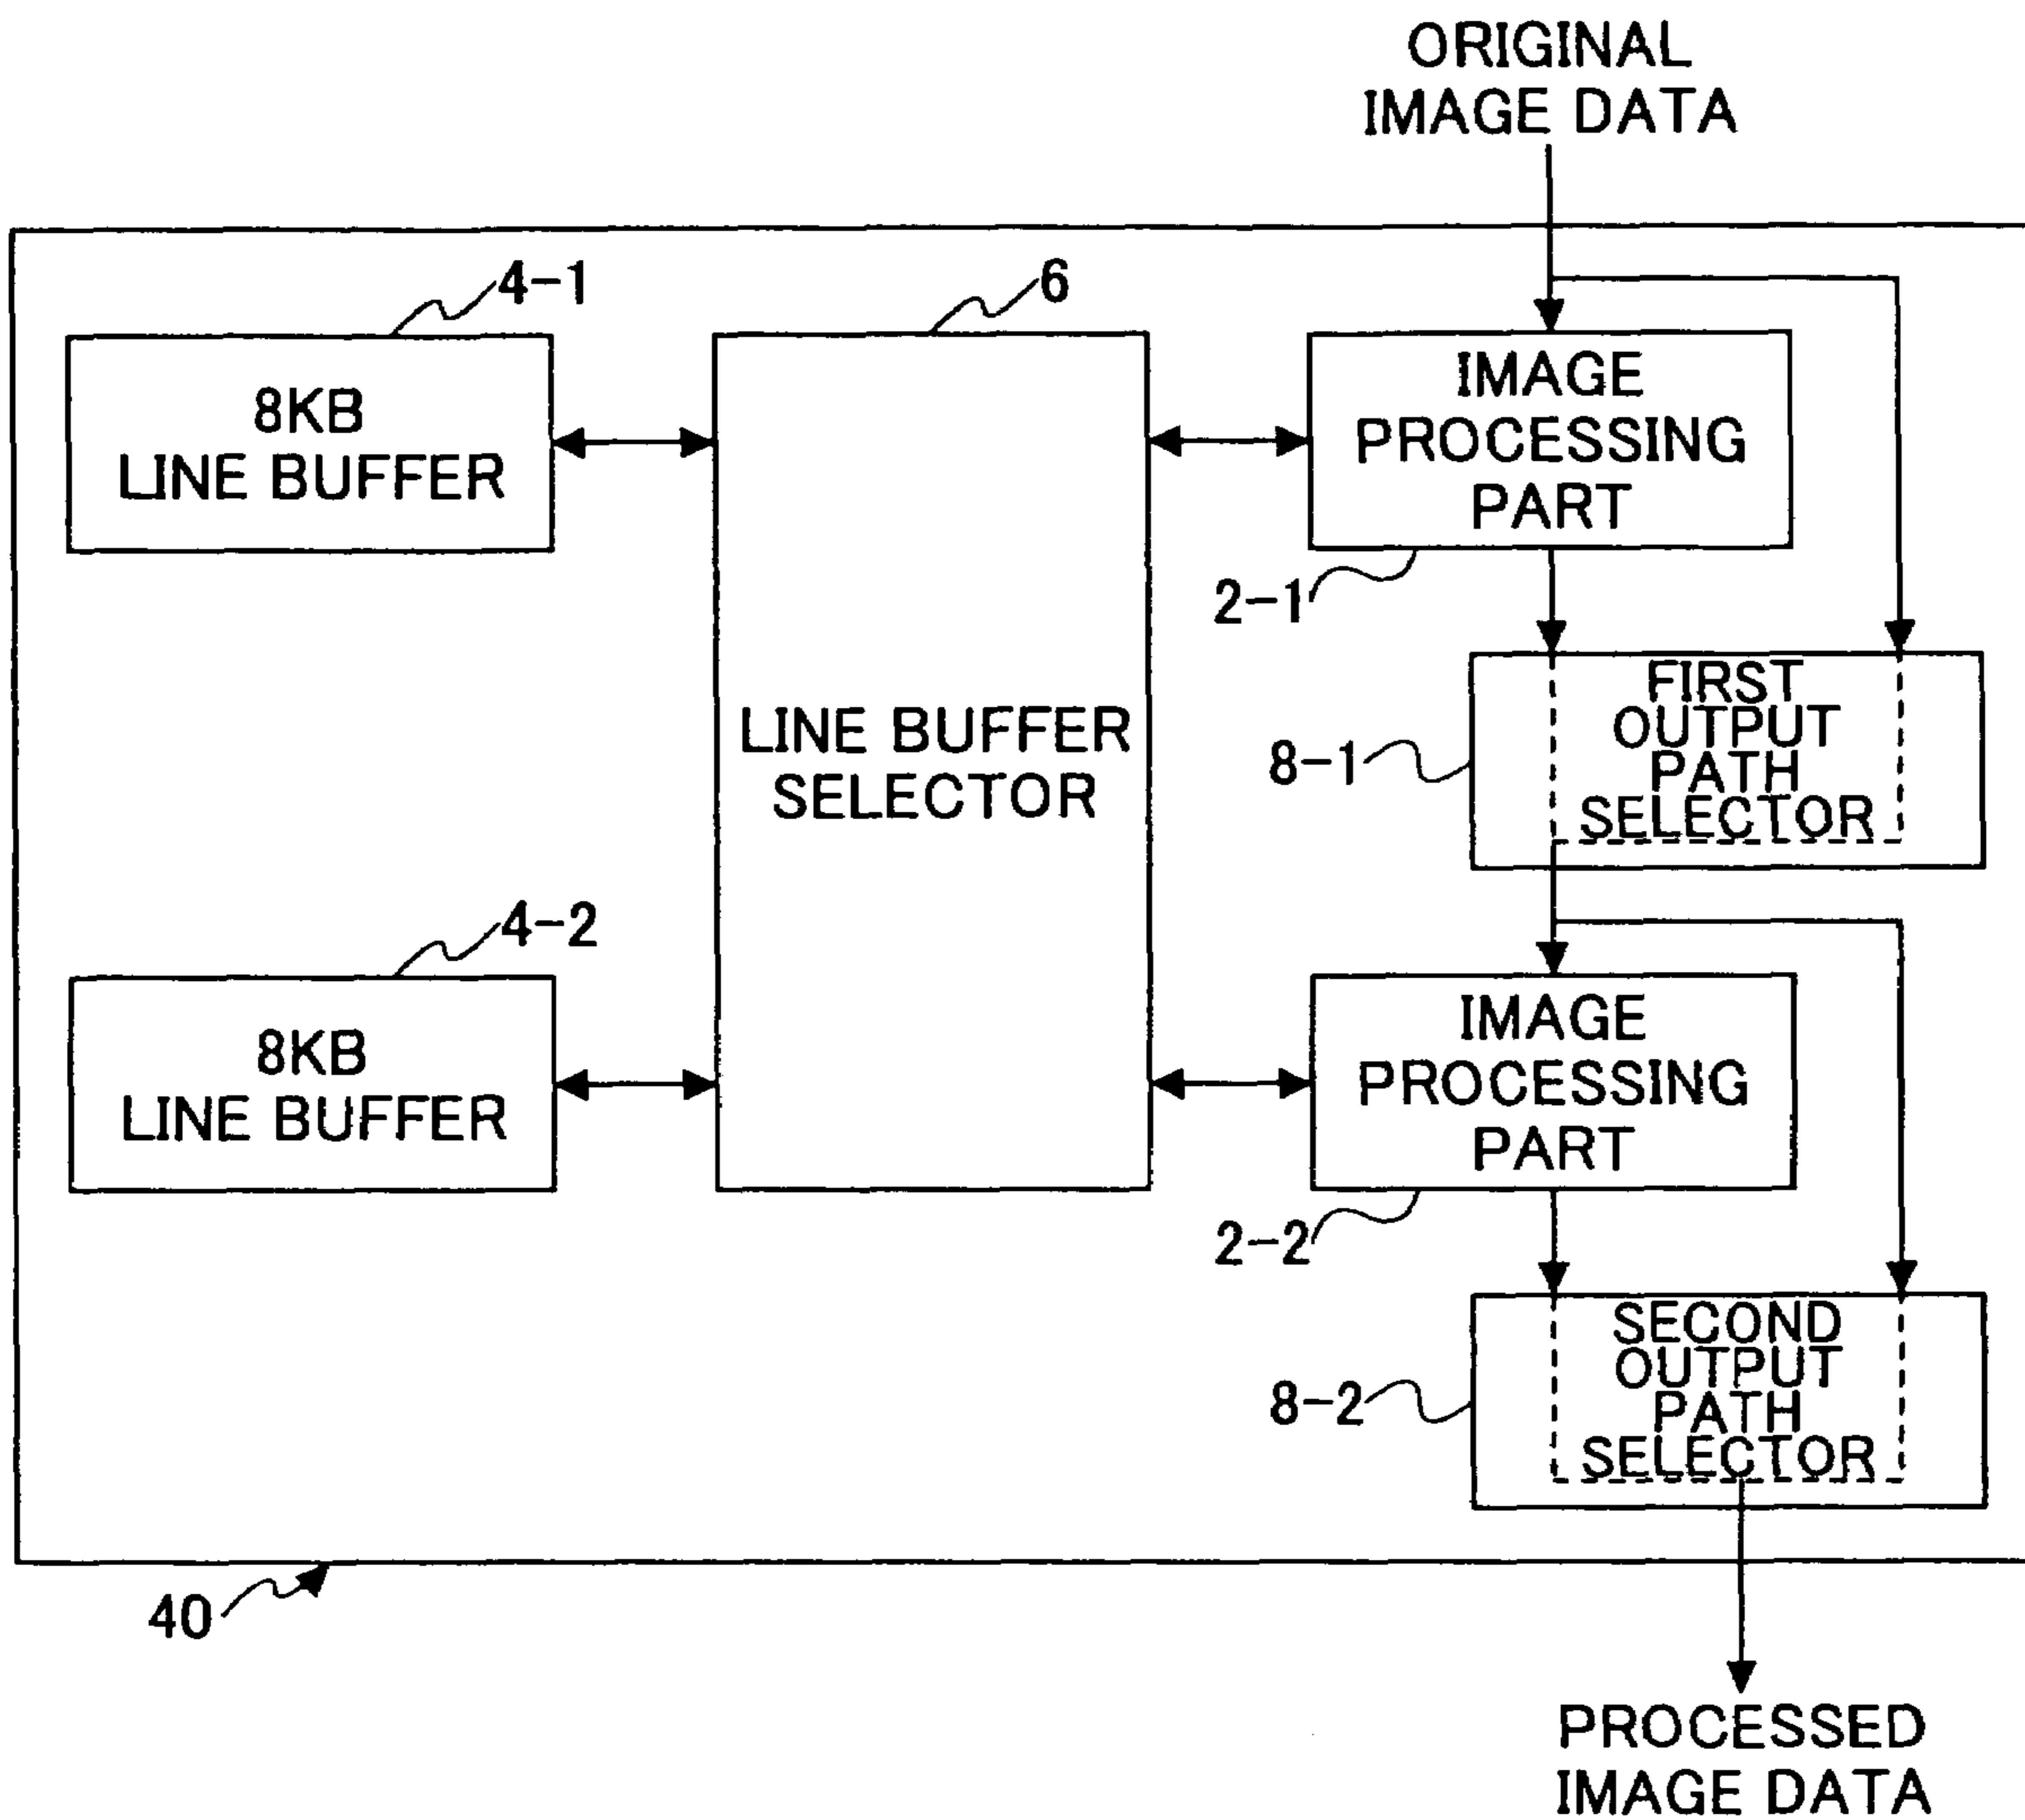 ORIGINAL
IMAGE DATA
4-1
6
8KB
LINE BUFFER
IMAGE
PROCESSING
PART
2-1
LINE BUFFER
SELECTOR
FIRST
OUTPUT
PATH
SELECTOR
8-1
4-2
8KB
LINE BUFFER
IMAGE
PROCESSING
PART
2-2
SECOND
OUTPUT
PATH
SELECTOR
8-2
40
PROCESSED
IMAGE DATA